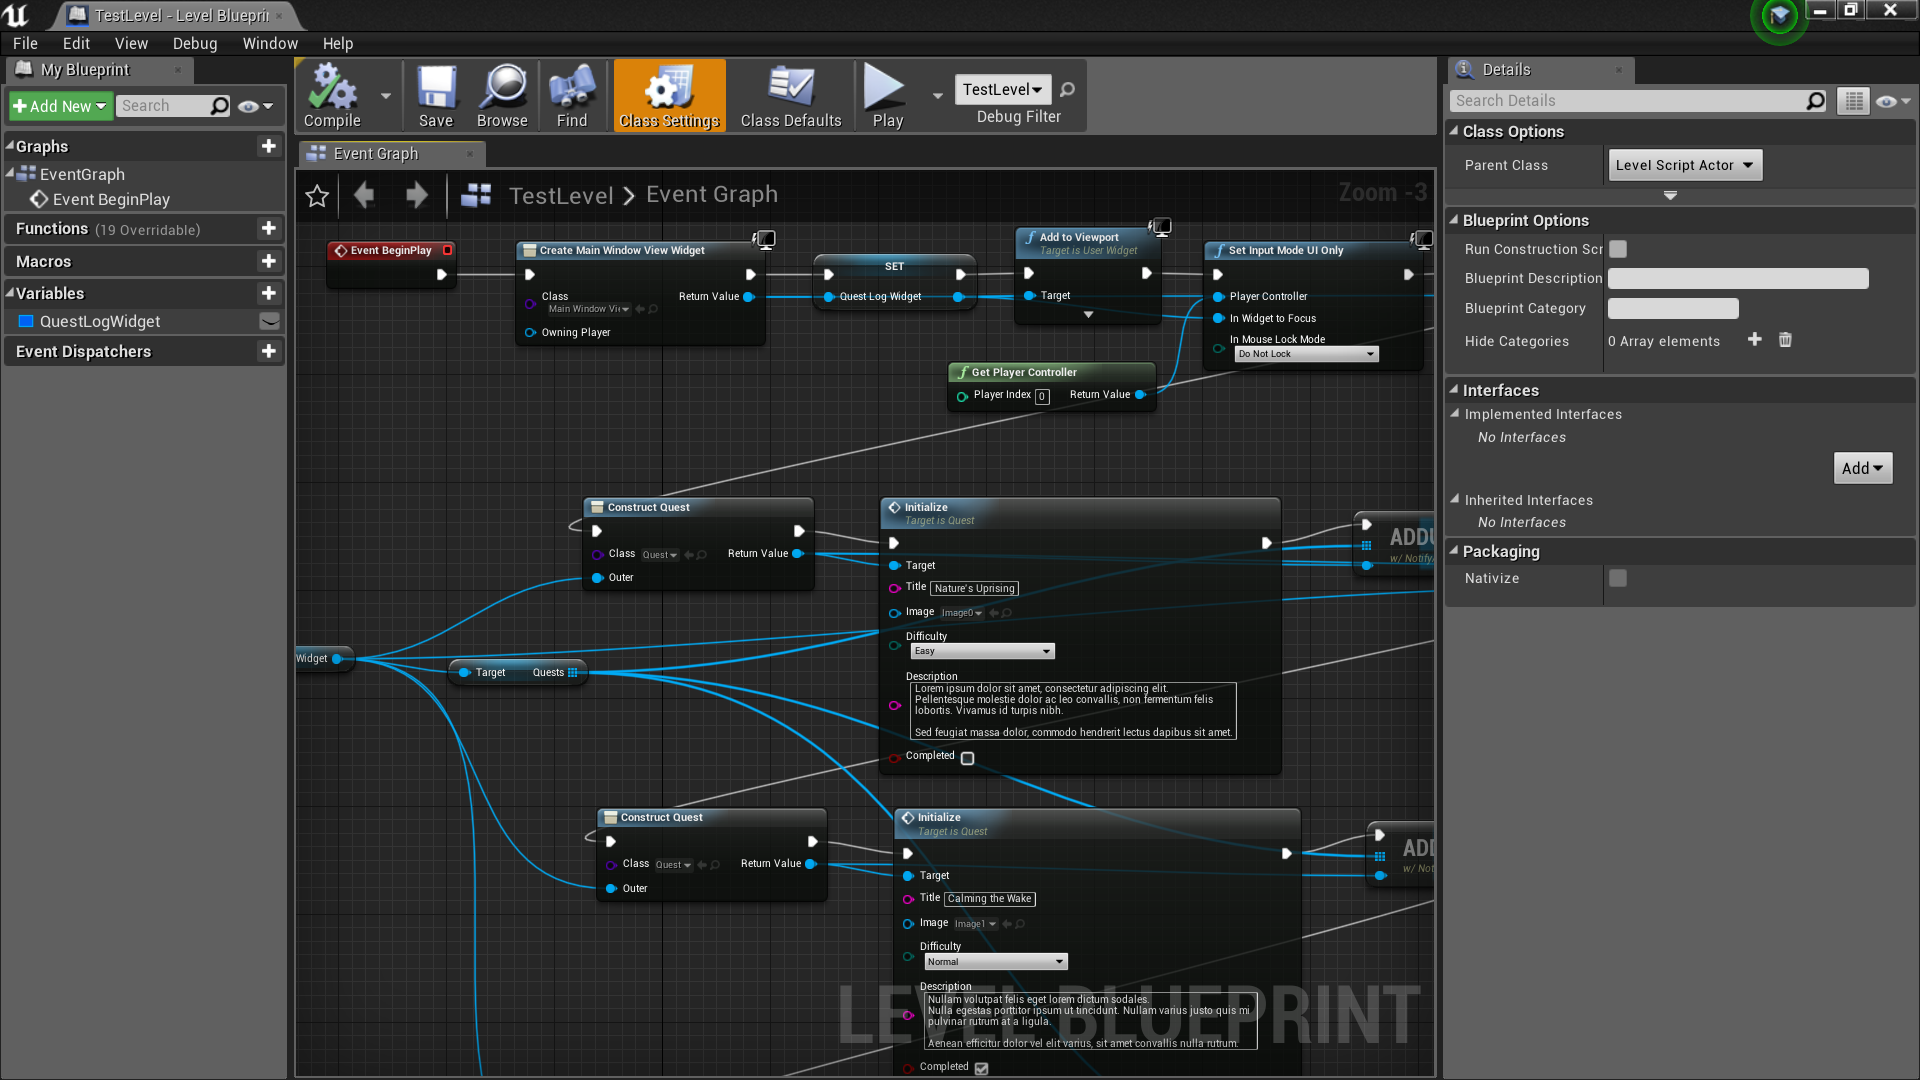 TestLevel - Level Blueprin
File Edit View Debug Window Help
My Blueprint
Add New
Search
Graphs
EventGraph
Event BeginPlay
Functions (19 Overridable)
Macros
Variables
QuestLogWidget
Event Dispatchers
Compile
Save
Browse
Find
Class Settings
Class Defaults
Play
TestLevel
Debug Filter
Event Graph
TestLevel > Event Graph
Zoom -3
Event BeginPlay
Create Main Window View Widget
Class
Main Window Vi
Return Value
Owning Player
SET
Quest Log Widget
Add to Viewport
Target is User Widget
Target
Set Input Mode UI Only
Player Controller
In Widget to Focus
In Mouse Lock Mode
Do Not Lock
Get Player Controller
Player Index 0
Return Value
Construct Quest
Class Quest
Return Value
Outer
Initialize
Target is Quest
Target
Title Nature's Uprising
Image Image0
Difficulty
Easy
Description
Lorem ipsum dolor sit amet, consectetur adipiscing elit.
Pellentesque molestie dolor ac leo convallis, non fermentum felis
lobortis. Vivamus id turpis nibh.
Sed feugiat massa dolor, commodo hendrerit lectus dapibus sit amet.
Completed
ADDU
w/ Notify
Widget
Target Quests
Construct Quest
Class Quest
Return Value
Outer
Initialize
Target is Quest
Target
Title Calming the Wake
Image Image1
Difficulty
Normal
Description
Nullam volutpat felis eget lorem dictum sodales.
Nulla egestas porttitor ipsum ut tincidunt. Nullam varius justo quis mi
pulvinar rutrum at a ligula.
Aenean efficitur dolor vel elit varius, sit amet convallis nulla rutrum.
Completed
ADD
w/ Not
LEVEL BLUEPRINT
Details
Search Details
Class Options
Parent Class
Level Script Actor
Blueprint Options
Run Construction Scr
Blueprint Description
Blueprint Category
Hide Categories
0 Array elements
Interfaces
Implemented Interfaces
No Interfaces
Add
Inherited Interfaces
No Interfaces
Packaging
Nativize